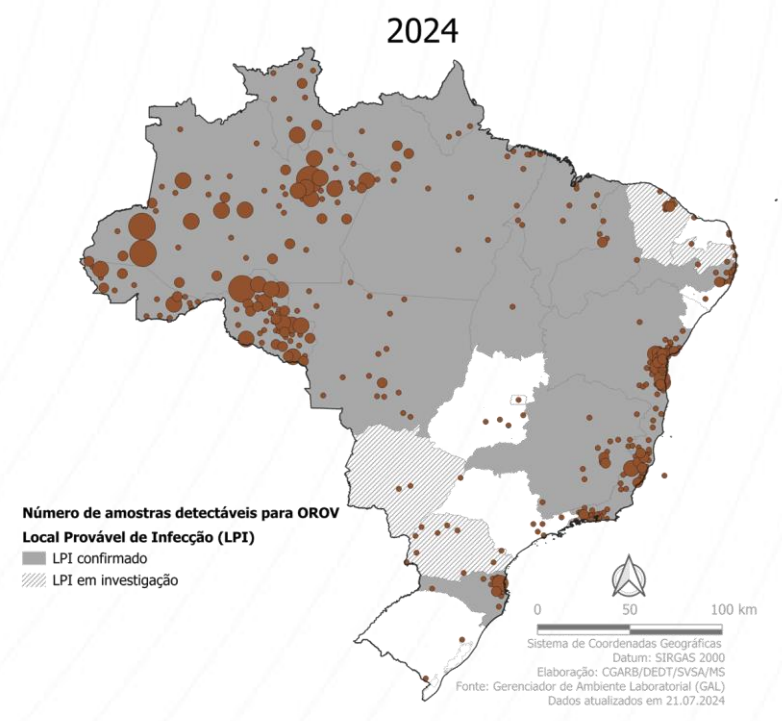 2024
Número de amostras detectáveis para OROV
Local Provável de Infecção (LPI)
LPI confirmado
LPI em investigação
0 50 100 km
Sistema de Coordenadas Geográficas
Datum: SIRGAS 2000
Elaboração: CGARB/DEDT/SVSA/MS
Fonte: Gerenciador de Ambiente Laboratorial (GAL)
Dados atualizados em 21.07.2024